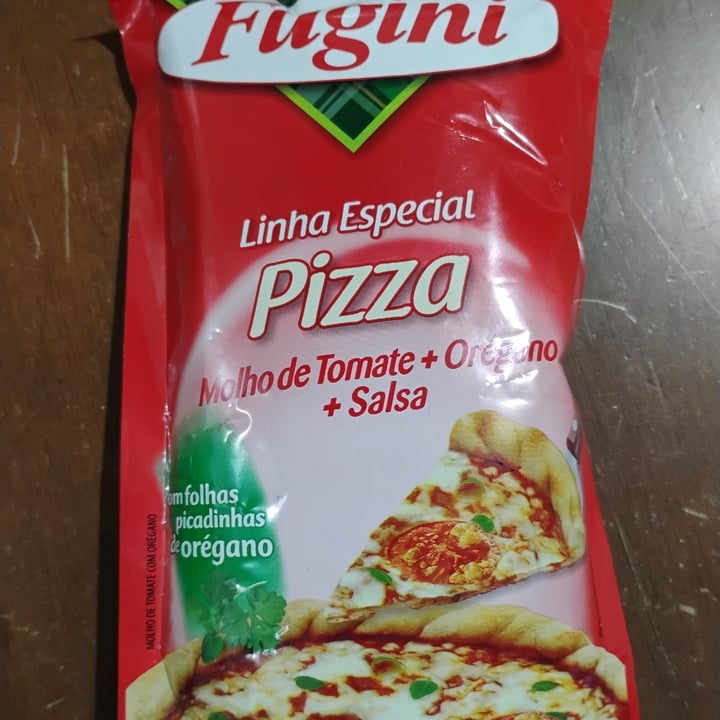 Fugini
Linha Especial
Pizza
Molho de Tomate + Orégano
+ Salsa
com folhas
picadinhas
de orégano
MOLHO DE TOMATE COM ORÉGANO